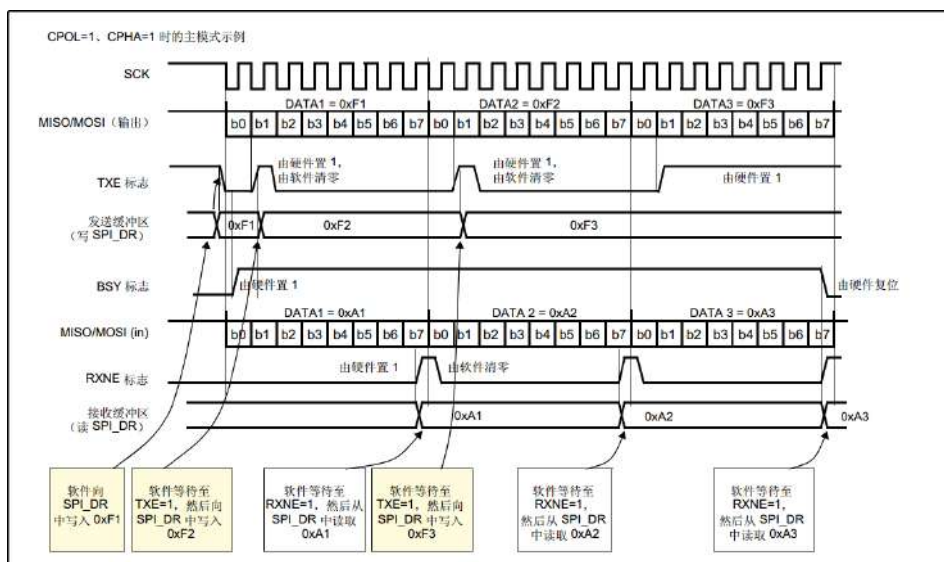 CPOL=1、CPHA=1 时的主模式示例
SCK
DATA1 = 0xF1 DATA2 = 0xF2 DATA3 = 0xF3
MISO/MOSI（输出） b0 b1 b2 b3 b4 b5 b6 b7 b0 b1 b2 b3 b4 b5 b6 b7 b0 b1 b2 b3 b4 b5 b6 b7
由硬件置 1， 由硬件置 1，
由软件清零 由软件清零
TXE 标志 由硬件置 1
发送缓冲区
（写 SPI_DR） 0xF1 0xF2 0xF3
BSY 标志 由硬件置 1 由硬件复位
DATA1 = 0xA1 DATA 2 = 0xA2 DATA 3 = 0xA3
MISO/MOSI (in) b0 b1 b2 b3 b4 b5 b6 b7 b0 b1 b2 b3 b4 b5 b6 b7 b0 b1 b2 b3 b4 b5 b6 b7
由硬件置 1 由软件清零
RXNE 标志
接收缓冲区
（读 SPI_DR） 0xA1 0xA2 0xA3
软件向
SPI_DR
中写入 0xF1
软件等待至
TXE=1，然后向
SPI_DR 中写入
0xF2
软件等待至
RXNE=1，然后从
SPI_DR 中读取
0xA1
软件等待至
TXE=1，然后向
SPI_DR 中写入
0xF3
软件等待至
RXNE=1，
然后从 SPI_DR
中读取 0xA2
软件等待至
RXNE=1，
然后从 SPI_DR
中读取 0xA3